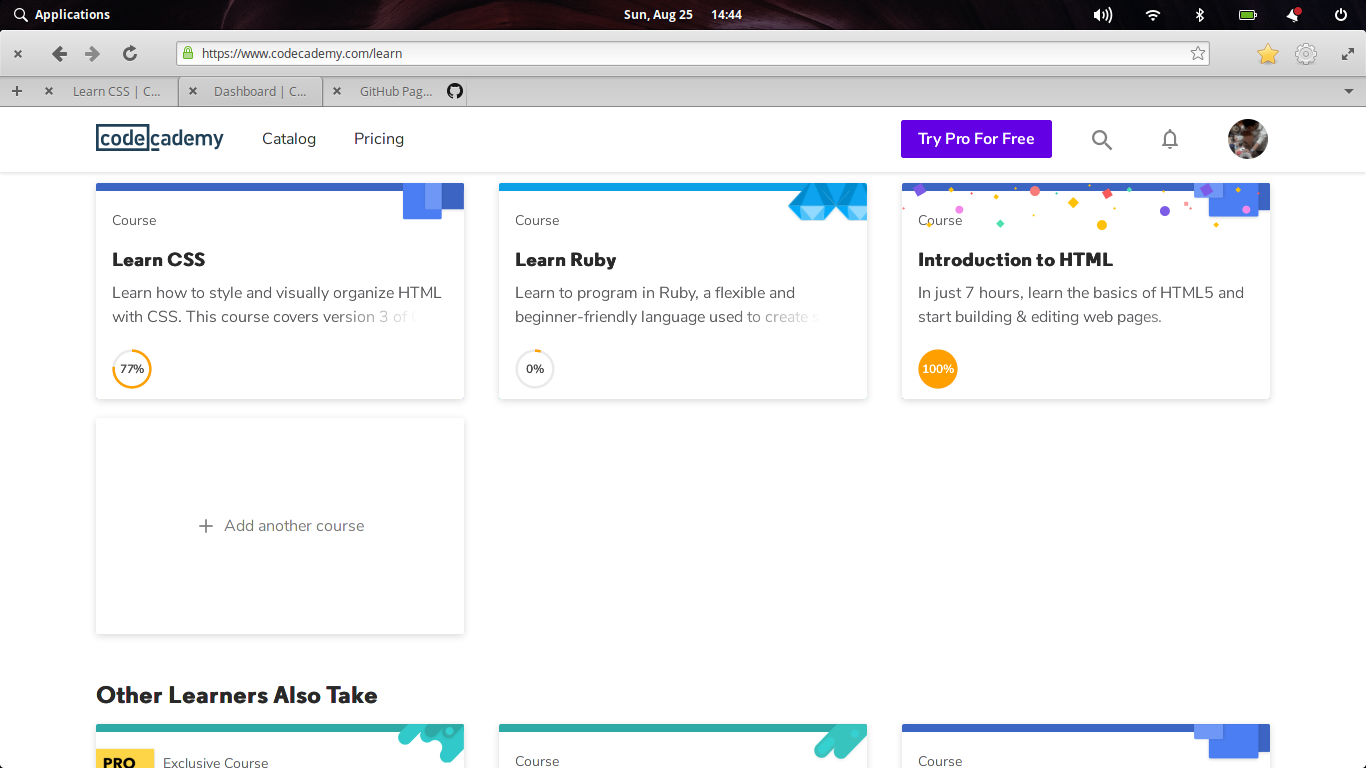 Applications
Sun, Aug 25 14:44
https://www.codecademy.com/learn
Learn CSS | C...
Dashboard | C...
GitHub Pag...
codecademy
Catalog
Pricing
Try Pro For Free
Course
Learn CSS
Learn how to style and visually organize HTML
with CSS. This course covers version 3 of
77%
Course
Learn Ruby
Learn to program in Ruby, a flexible and
beginner-friendly language used to create
0%
Course
Introduction to HTML
In just 7 hours, learn the basics of HTML5 and
start building & editing web pages.
100%
+ Add another course
Other Learners Also Take
PRO Exclusive Course
Course
Course